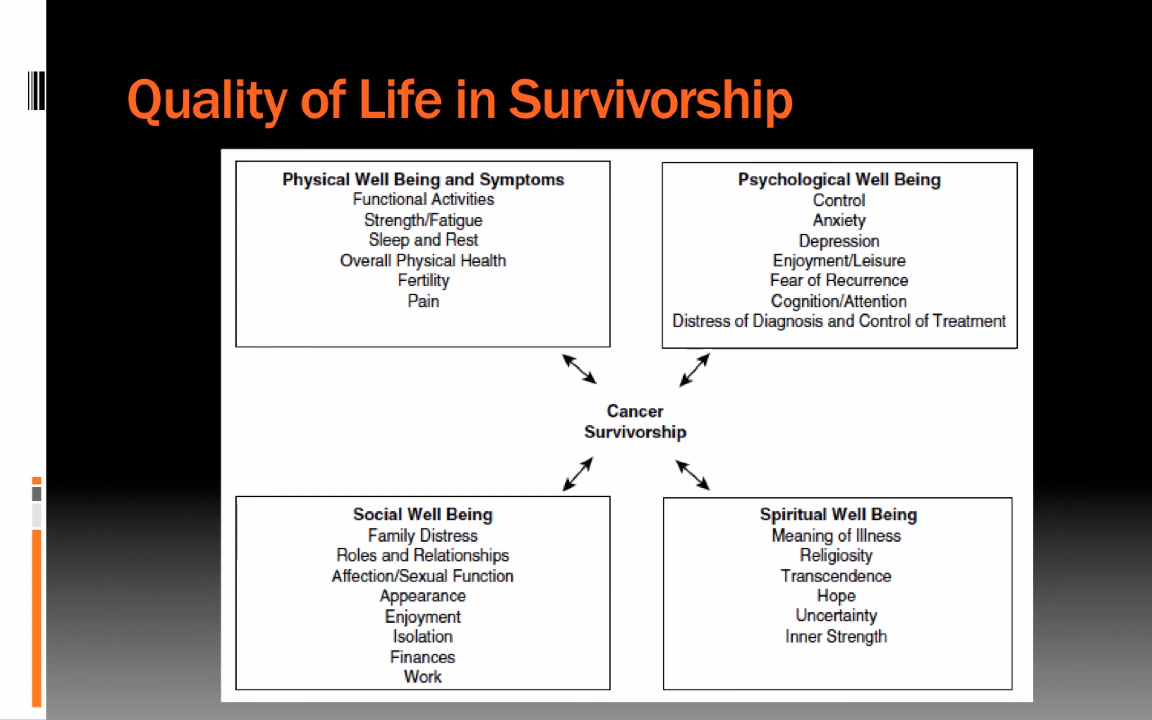 Quality of Life in Survivorship
Physical Well Being and Symptoms
Functional Activities
Strength/Fatigue
Sleep and Rest
Overall Physical Health
Fertility
Pain
Psychological Well Being
Control
Anxiety
Depression
Enjoyment/Leisure
Fear of Recurrence
Cognition/Attention
Distress of Diagnosis and Control of Treatment
Cancer
Survivorship
Social Well Being
Family Distress
Roles and Relationships
Affection/Sexual Function
Appearance
Enjoyment
Isolation
Finances
Work
Spiritual Well Being
Meaning of Illness
Religiosity
Transcendence
Hope
Uncertainty
Inner Strength